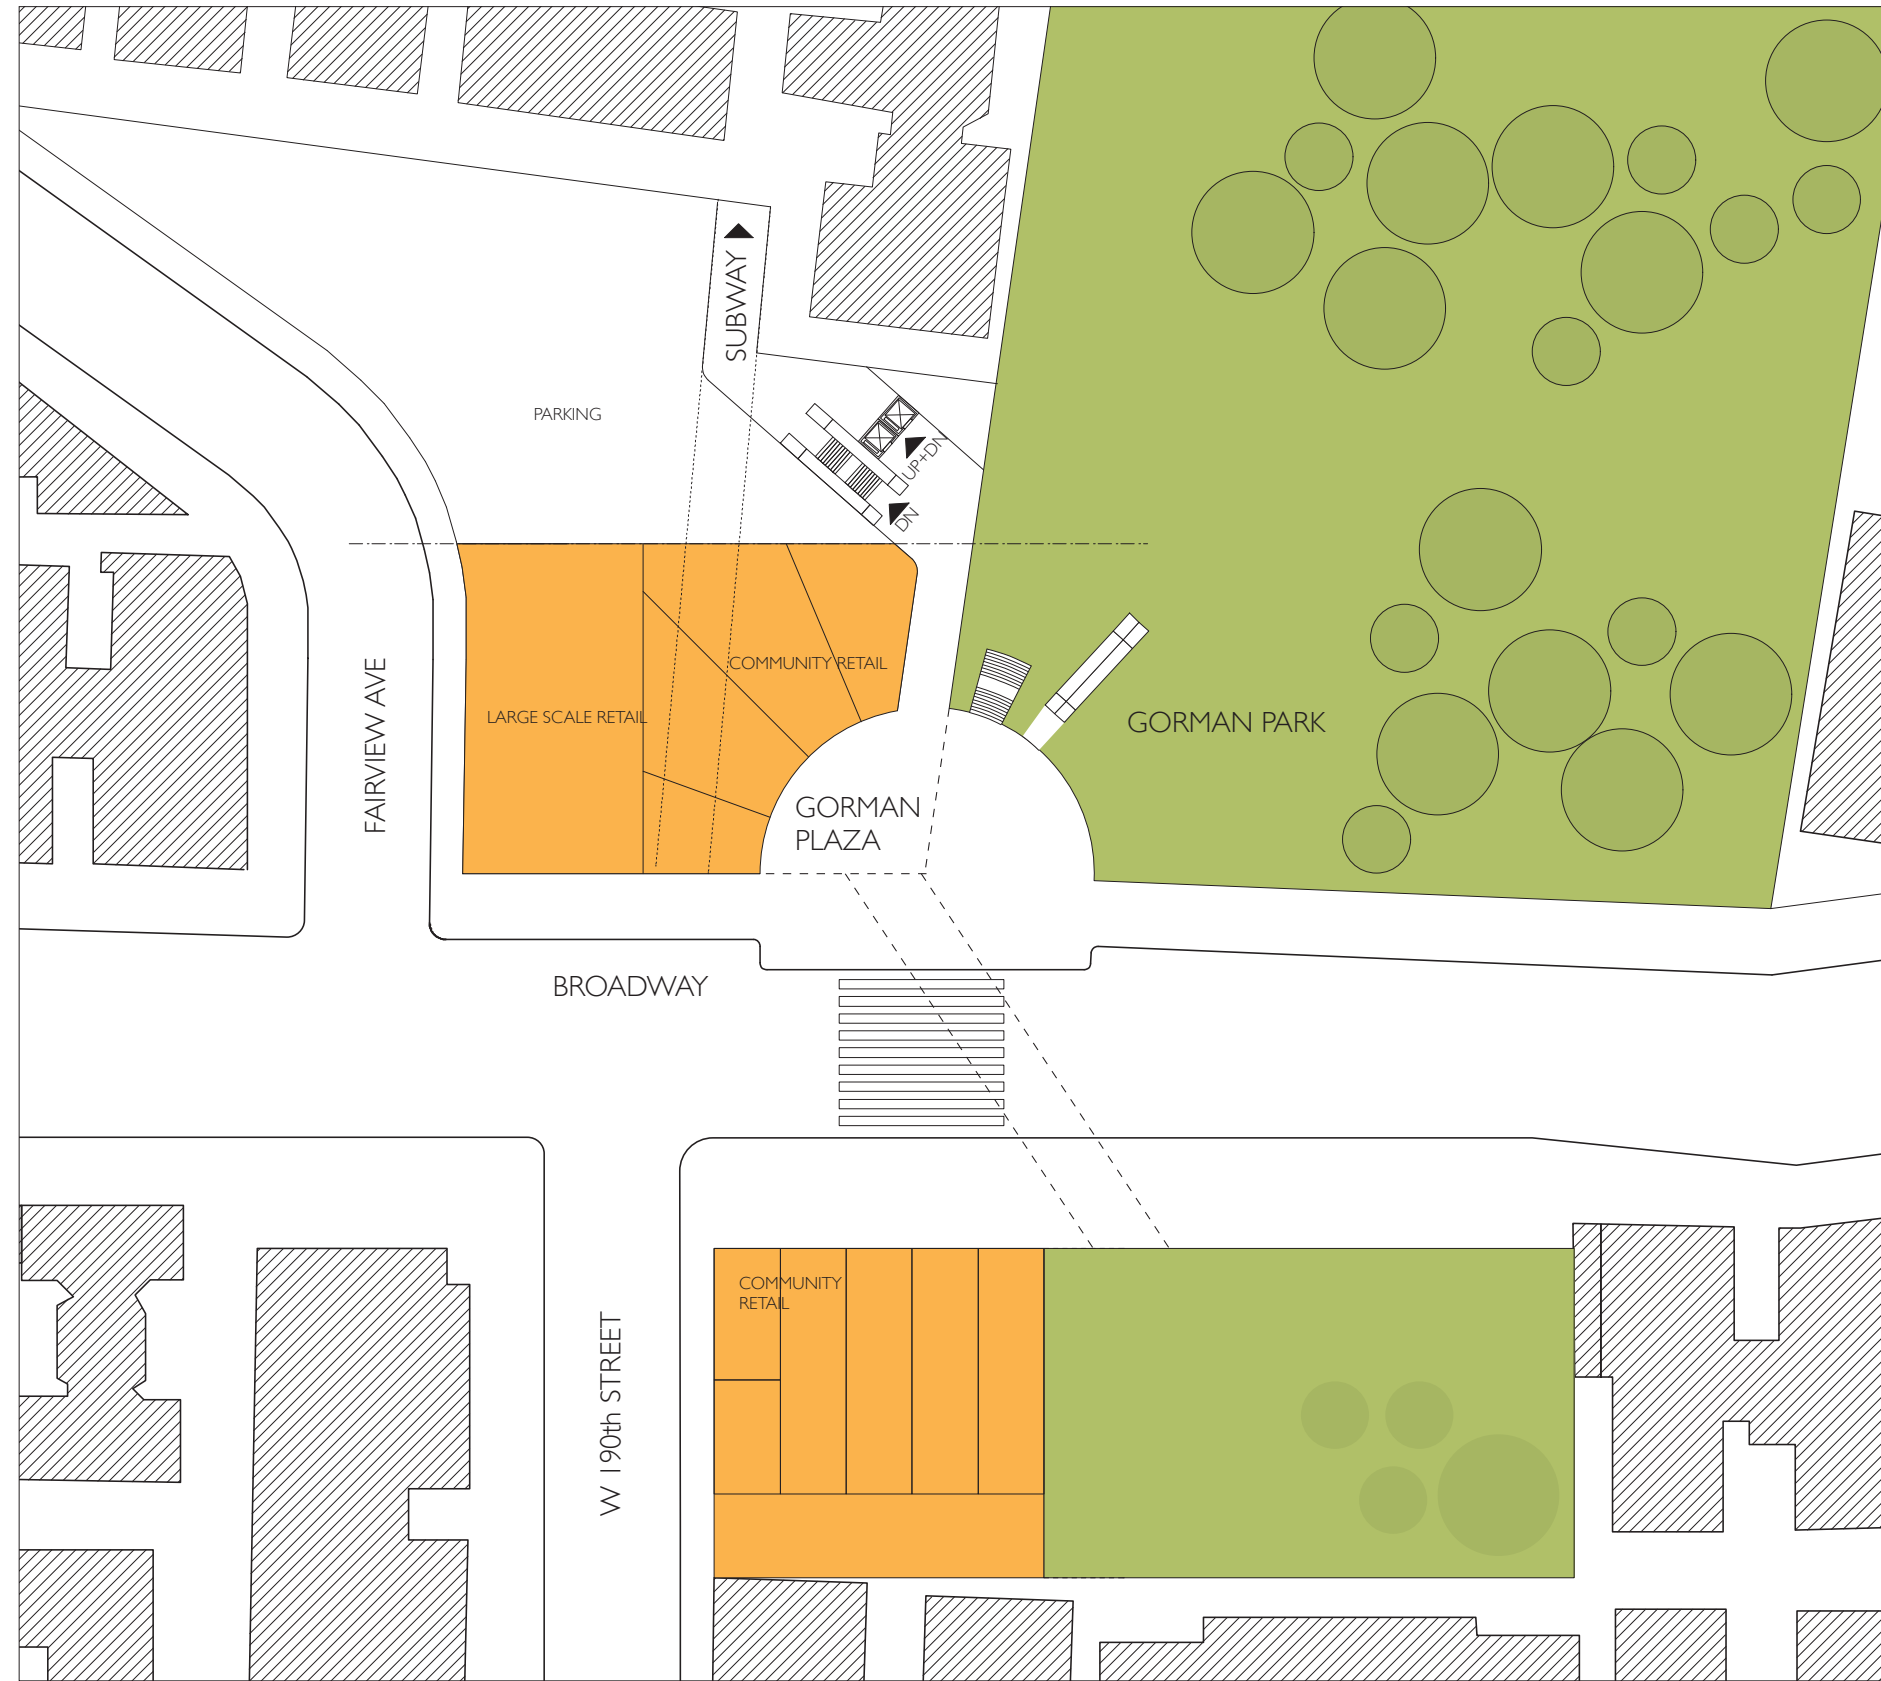 SUBWAY
PARKING
UP+DN
DN
COMMUNITY RETAIL
LARGE SCALE RETAIL
FAIRVIEW AVE
GORMAN PARK
GORMAN
PLAZA
BROADWAY
COMMUNITY
RETAIL
W 190th STREET